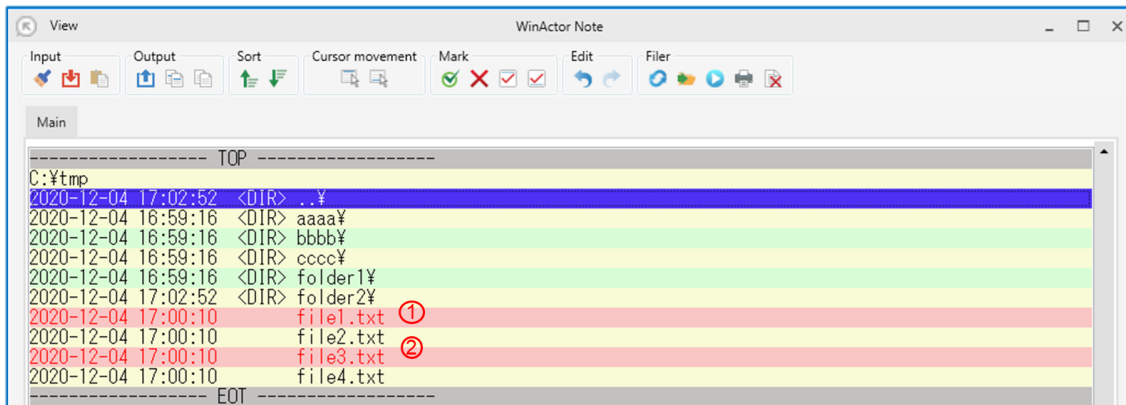 View WinActor Note
Input Output Sort Cursor movement Mark Edit Filer
Main
------------------ TOP ------------------
C:¥tmp
2020-12-04 17:02:52 <DIR> ..¥
2020-12-04 16:59:16 <DIR> aaaa¥
2020-12-04 16:59:16 <DIR> bbbb¥
2020-12-04 16:59:16 <DIR> cccc¥
2020-12-04 16:59:16 <DIR> folder1¥
2020-12-04 17:02:52 <DIR> folder2¥
2020-12-04 17:00:10 file1.txt ①
2020-12-04 17:00:10 file2.txt
2020-12-04 17:00:10 file3.txt ②
2020-12-04 17:00:10 file4.txt
------------------ EOT ------------------